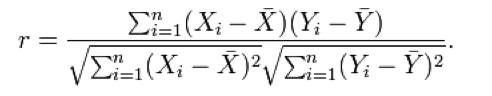 r = \frac{\sum_{i=1}^{n}(X_i - \bar{X})(Y_i - \bar{Y})}{\sqrt{\sum_{i=1}^{n}(X_i - \bar{X})^2}\sqrt{\sum_{i=1}^{n}(Y_i - \bar{Y})^2}}.